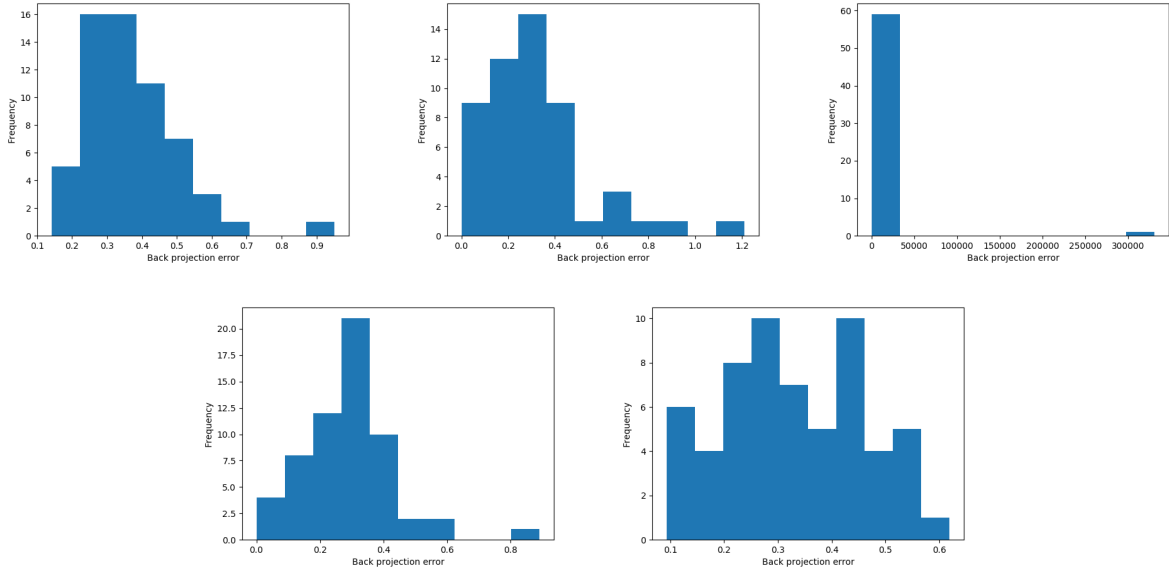 16
14
12
10
8
6
4
2
0
Frequency
0.1 0.2 0.3 0.4 0.5 0.6 0.7 0.8 0.9
Back projection error
14
12
10
8
6
4
2
0
Frequency
0.0 0.2 0.4 0.6 0.8 1.0 1.2
Back projection error
60
50
40
30
20
10
0
Frequency
0 50000 100000 150000 200000 250000 300000
Back projection error
20.0
17.5
15.0
12.5
10.0
7.5
5.0
2.5
0.0
Frequency
0.0 0.2 0.4 0.6 0.8
Back projection error
10
8
6
4
2
0
Frequency
0.1 0.2 0.3 0.4 0.5 0.6
Back projection error